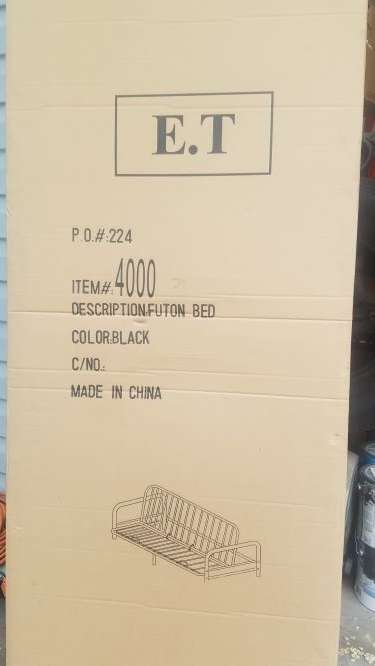 E.T
P.O.#:224
ITEM#:4000
DESCRIPTION:FUTON BED
COLOR:BLACK
C/NO.:
MADE IN CHINA